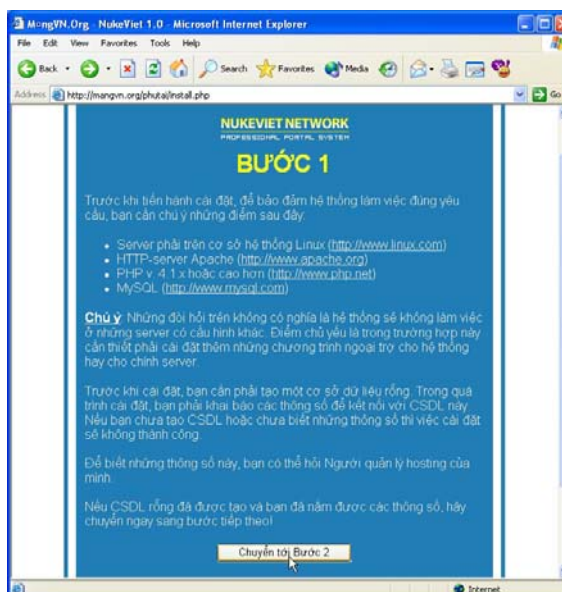 MangVN.Org - NukeViet 1.0 - Microsoft Internet Explorer
File Edit View Favorites Tools Help
Back Search Favorites Media
Address http://mangvn.org/phutai/install.php Go
NUKEVIET NETWORK
PROFESSIONAL PORTAL SYSTEM
BƯỚC 1
Trước khi tiến hành cài đặt, để bảo đảm hệ thống làm việc đúng yêu
cầu, bạn cần chú ý những điểm sau đây:
• Server phải trên cơ sở hệ thống Linux (http://www.linux.com)
• HTTP-server Apache (http://www.apache.org)
• PHP v. 4.1.x hoặc cao hơn (http://www.php.net)
• MySQL (http://www.mysql.com)
Chú ý: Những đòi hỏi trên không có nghĩa là hệ thống sẽ không làm việc
ở những server có cấu hình khác. Điểm chủ yếu là trong trường hợp này
cần thiết phải cài đặt thêm những chương trình ngoại trợ cho hệ thống
hay cho chính server.
Trước khi cài đặt, bạn cần phải tạo một cơ sở dữ liệu rỗng. Trong quá
trình cài đặt, bạn phải khai báo các thông số để kết nối với CSDL này.
Nếu bạn chưa tạo CSDL hoặc chưa biết những thông số thì việc cài đặt
sẽ không thành công.
Để biết những thông số này, bạn có thể hỏi Người quản lý hosting của
mình.
Nếu CSDL rỗng đã được tạo và bạn đã nắm được các thông số, hãy
chuyển ngay sang bước tiếp theo!
Chuyển tới Bước 2
Internet